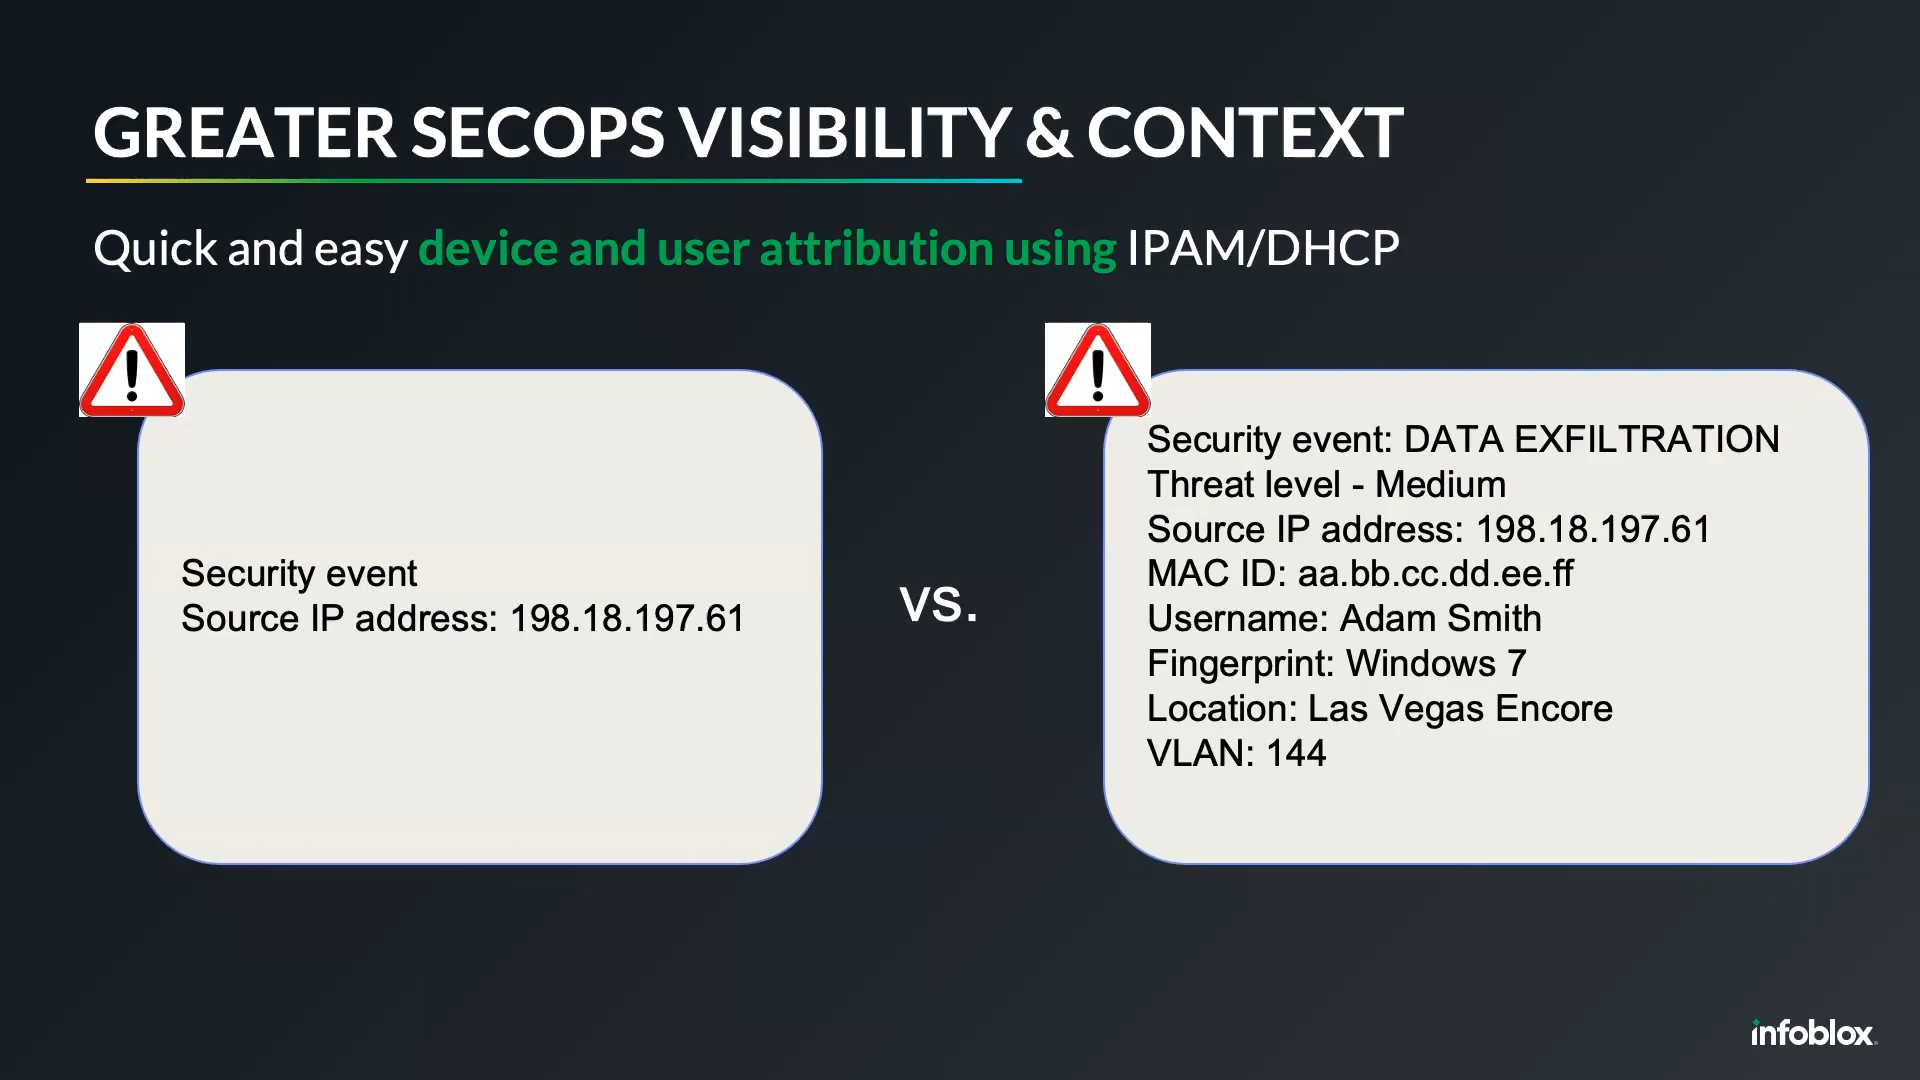 GREATER SECOPS VISIBILITY & CONTEXT
Quick and easy device and user attribution using IPAM/DHCP
Security event
Source IP address: 198.18.197.61
vs.
Security event: DATA EXFILTRATION
Threat level - Medium
Source IP address: 198.18.197.61
MAC ID: aa.bb.cc.dd.ee.ff
Username: Adam Smith
Fingerprint: Windows 7
Location: Las Vegas Encore
VLAN: 144
infoblox